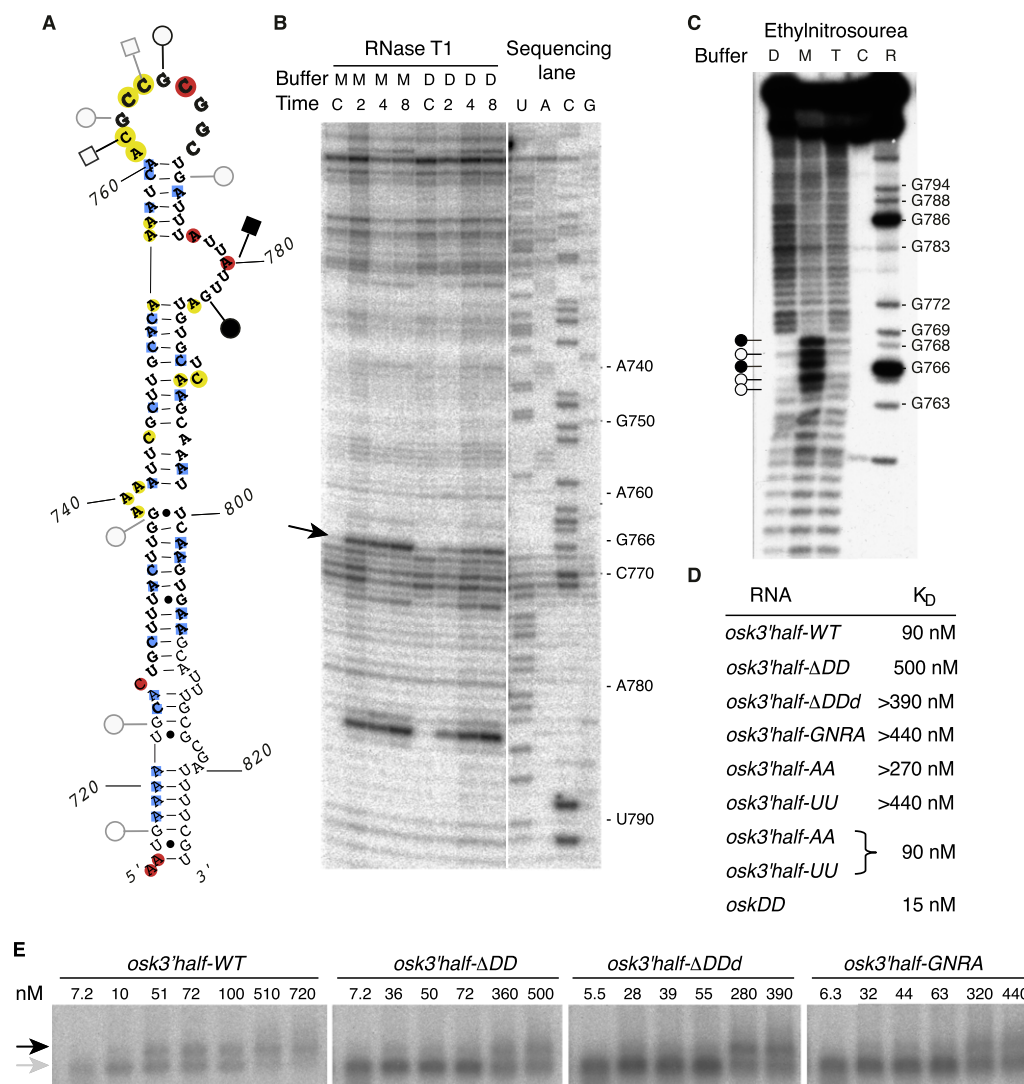 A
760
780
740
800
720
820
5'
3'
B
RNase T1
Sequencing lane
Buffer M M M M D D D D
Time C 2 4 8 C 2 4 8 U A C G
A740
G750
A760
G766
C770
A780
U790
C
Ethylnitrosourea
Buffer D M T C R
G794
G788
G786
G783
G772
G769
G768
G766
G763
D
RNA KD
osk3'half-WT 90 nM
osk3'half-ΔDD 500 nM
osk3'half-ΔDDd >390 nM
osk3'half-GNRA >440 nM
osk3'half-AA >270 nM
osk3'half-UU >440 nM
osk3'half-AA
90 nM
osk3'half-UU
oskDD 15 nM
E
osk3'half-WT osk3'half-ΔDD osk3'half-ΔDDd osk3'half-GNRA
nM 7.2 10 51 72 100 510 720 7.2 36 50 72 360 500 5.5 28 39 55 280 390 6.3 32 44 63 320 440